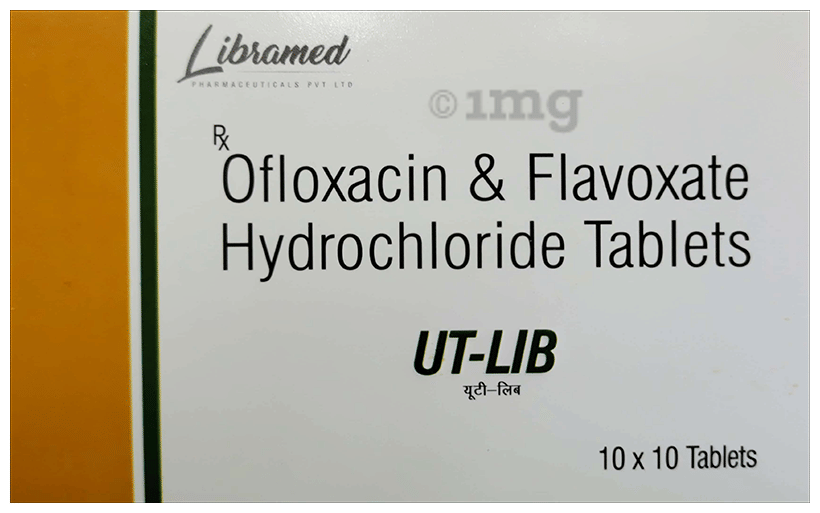 Libramed
PHARMACEUTICALS PVT LTD
©1mg
Rx
Ofloxacin & Flavoxate
Hydrochloride Tablets
UT-LIB
यूटी-लिब
10 x 10 Tablets